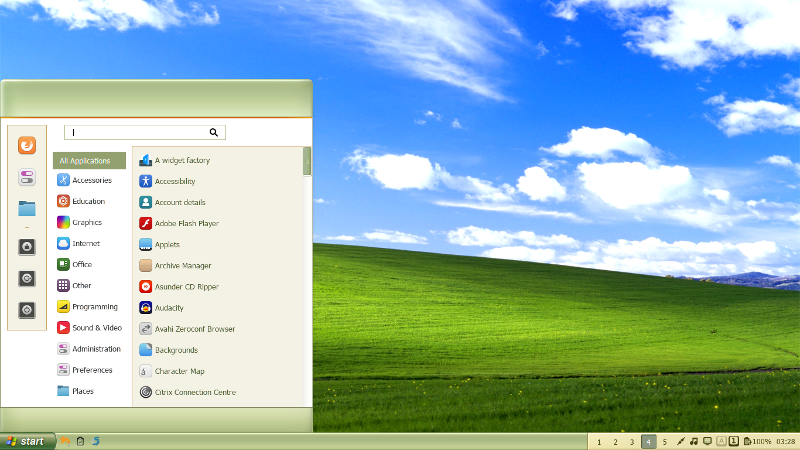 All Applications
Accessories
Education
Graphics
Internet
Office
Other
Programming
Sound & Video
Administration
Preferences
Places
A widget factory
Accessibility
Account details
Adobe Flash Player
Applets
Archive Manager
Asunder CD Ripper
Audacity
Avahi Zeroconf Browser
Backgrounds
Character Map
Citrix Connection Centre
start
1 2 3 4 5 A 1 100% 03:28